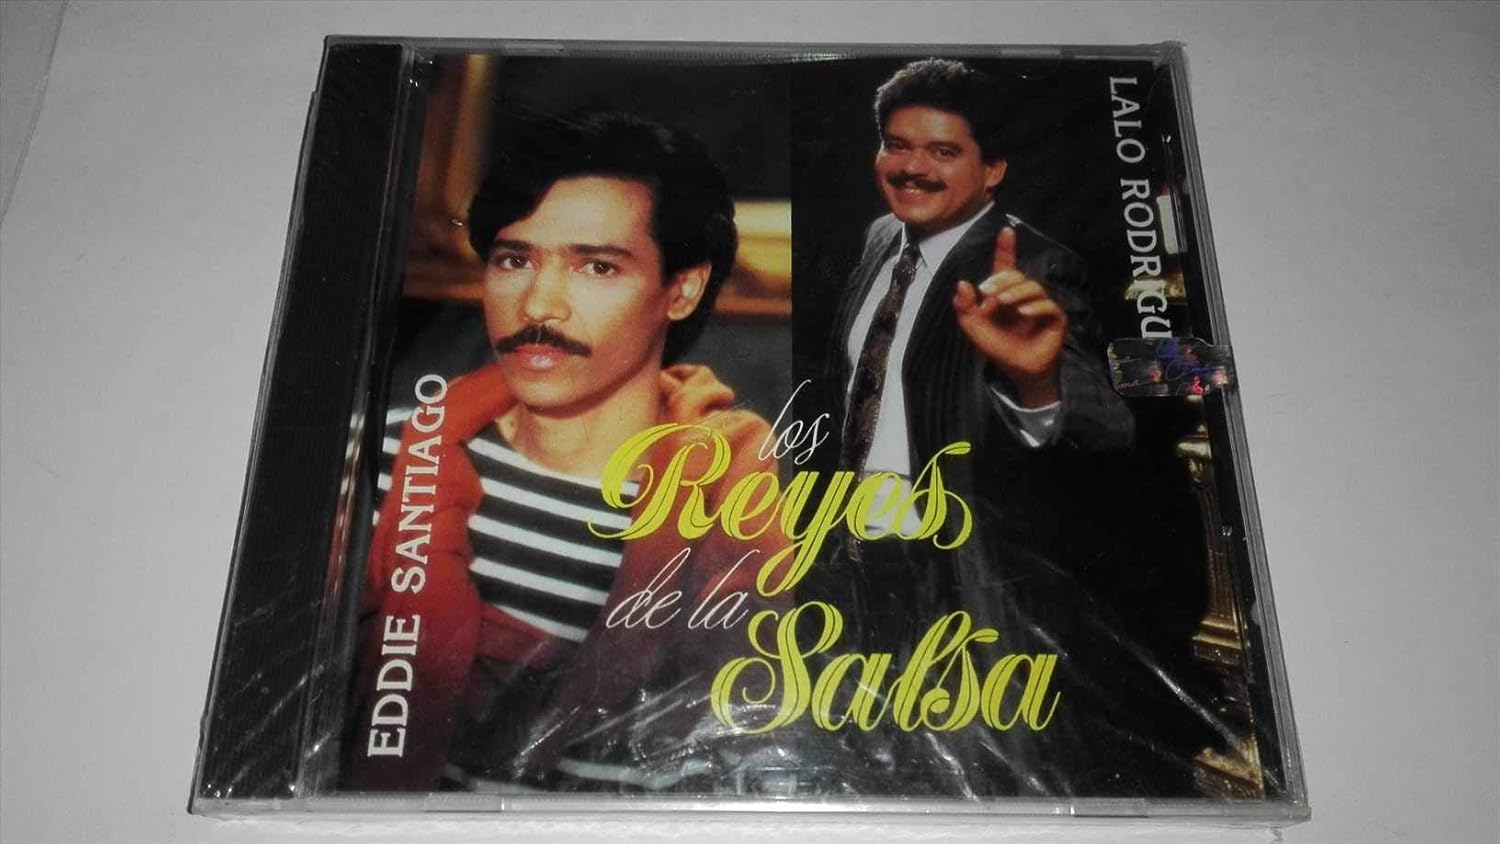 EDDIE SANTIAGO
LALO RODRIGU
los
Reyes
de la
Salsa